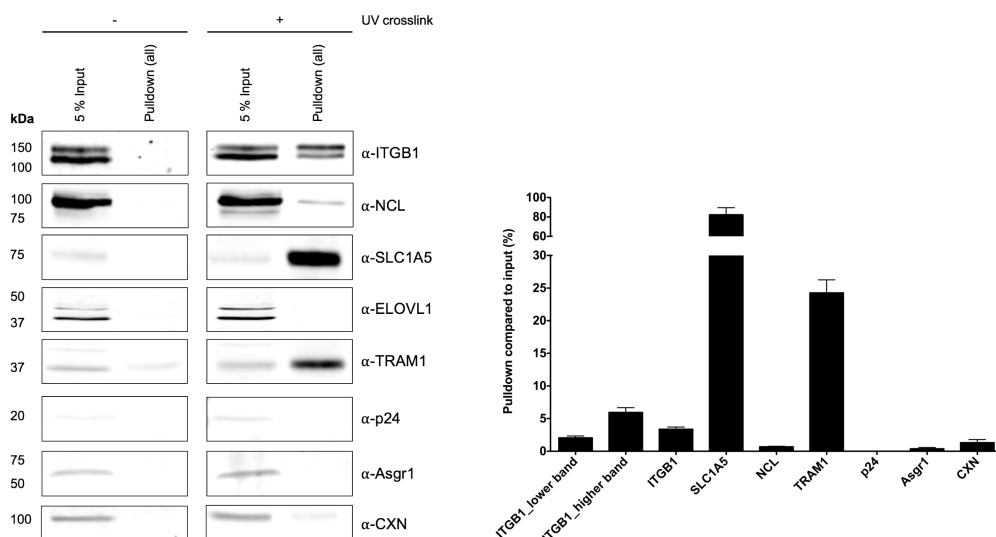 - + UV crosslink
5 % Input Pulldown (all) 5 % Input Pulldown (all)
kDa
150
100
α-ITGB1
100
75
α-NCL
75
α-SLC1A5
50
37
α-ELOVL1
37
α-TRAM1
20
α-p24
75
50
α-Asgr1
100
α-CXN
Pulldown compared to input (%)
100
80
60
30
25
20
15
10
5
0
ITGB1_lower band
ITGB1_higher band
ITGB1
SLC1A5
NCL
TRAM1
p24
Asgr1
CXN